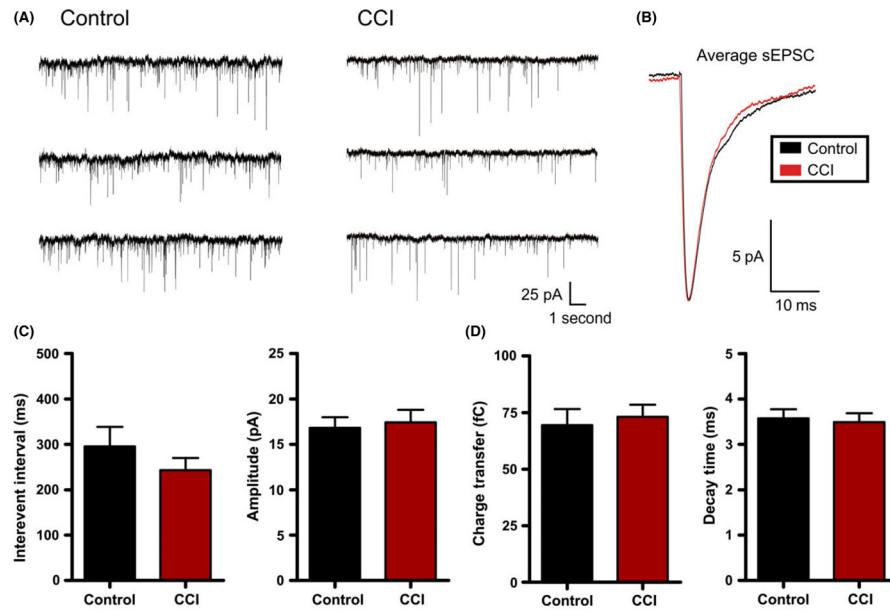 (A)
Control
CCI
25 pA
1 second
(B)
Average sEPSC
Control
CCI
5 pA
10 ms
(C)
Interevent interval (ms)
500
400
300
200
100
0
Control
CCI
Amplitude (pA)
25
20
15
10
5
0
Control
CCI
(D)
Charge transfer (fC)
100
75
50
25
0
Control
CCI
Decay time (ms)
5
4
3
2
1
0
Control
CCI